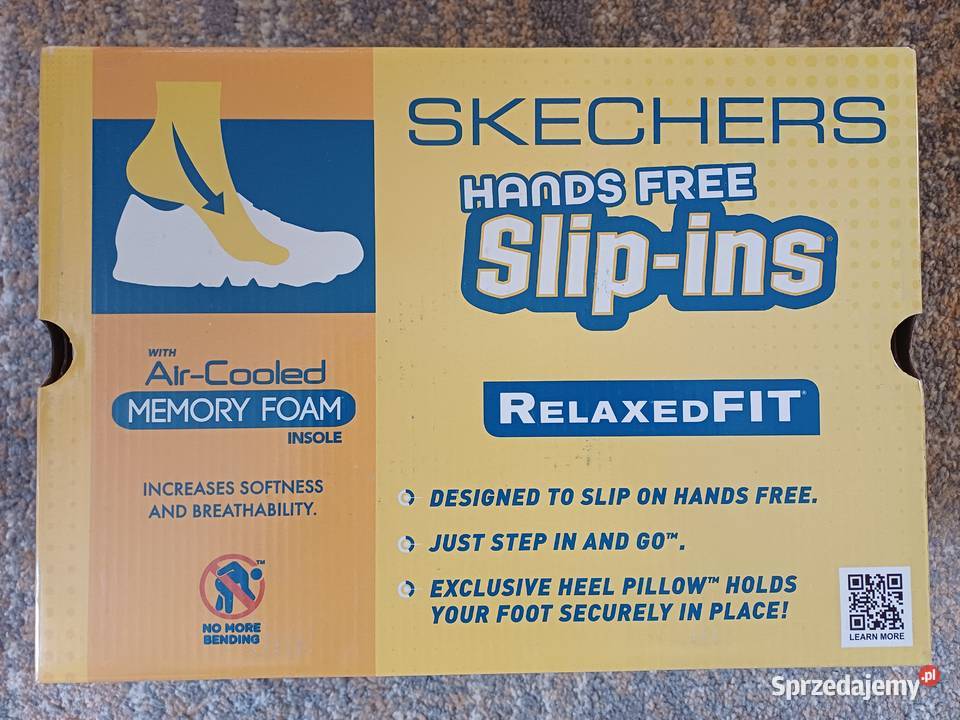 SKECHERS
HANDS FREE
Slip-ins®
WITH
Air-Cooled
MEMORY FOAM
INSOLE
INCREASES SOFTNESS
AND BREATHABILITY.
NO MORE
BENDING
™
RELAXEDFIT®
DESIGNED TO SLIP ON HANDS FREE.
JUST STEP IN AND GO™.
EXCLUSIVE HEEL PILLOW™ HOLDS
YOUR FOOT SECURELY IN PLACE!
LEARN MORE
Sprzedajemy.pl